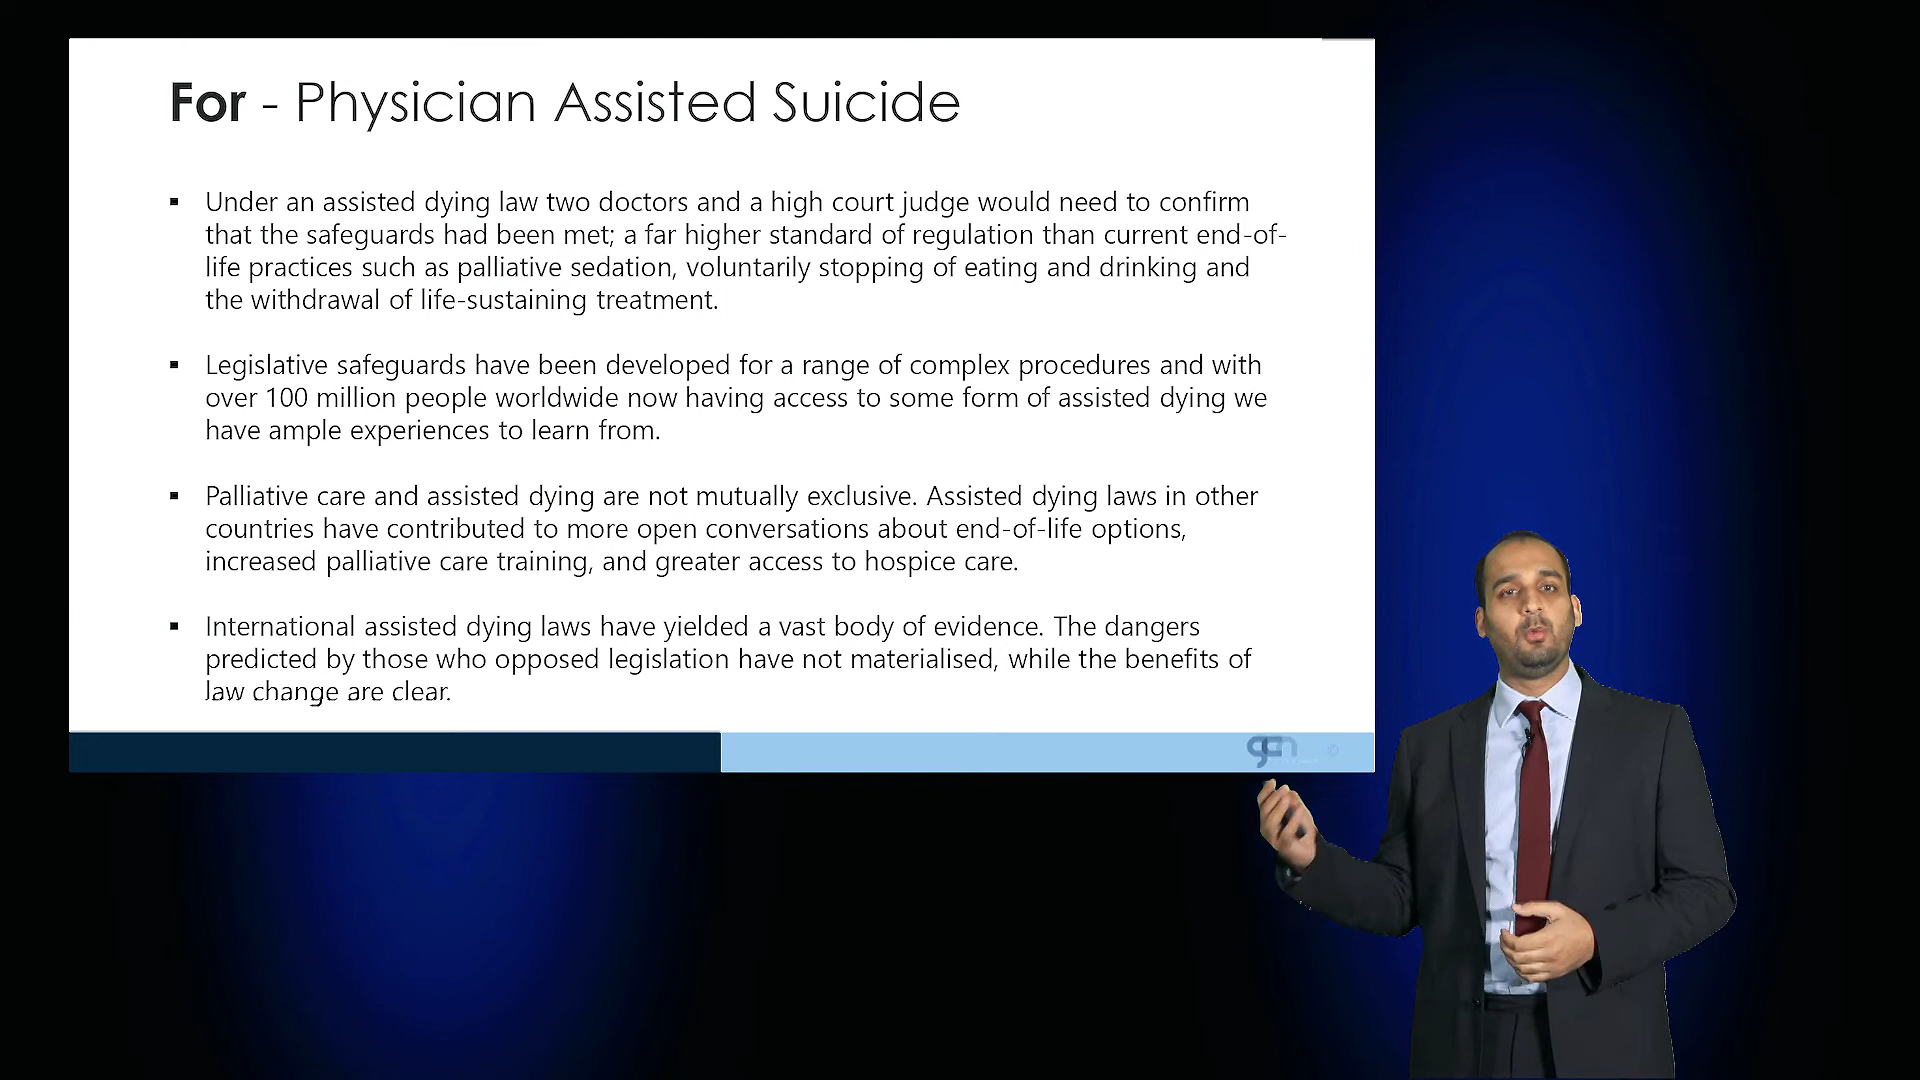 For - Physician Assisted Suicide
▪ Under an assisted dying law two doctors and a high court judge would need to confirm
that the safeguards had been met; a far higher standard of regulation than current end-of-
life practices such as palliative sedation, voluntarily stopping of eating and drinking and
the withdrawal of life-sustaining treatment.
▪ Legislative safeguards have been developed for a range of complex procedures and with
over 100 million people worldwide now having access to some form of assisted dying we
have ample experiences to learn from.
▪ Palliative care and assisted dying are not mutually exclusive. Assisted dying laws in other
countries have contributed to more open conversations about end-of-life options,
increased palliative care training, and greater access to hospice care.
▪ International assisted dying laws have yielded a vast body of evidence. The dangers
predicted by those who opposed legislation have not materialised, while the benefits of
law change are clear.